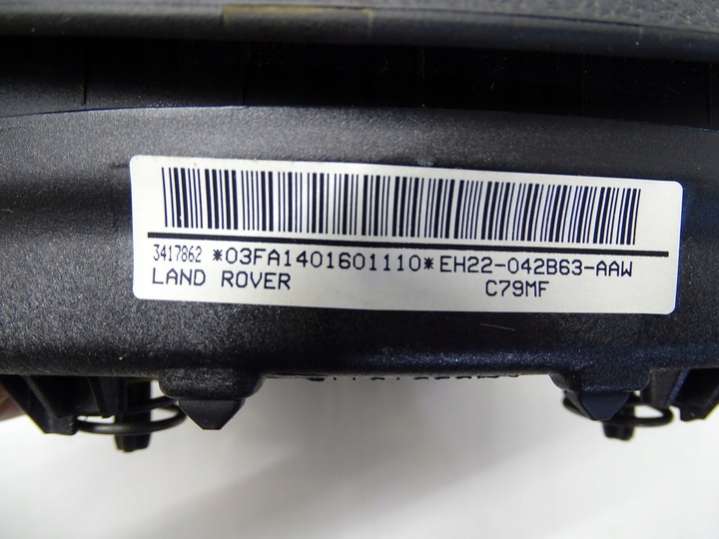 3417862 *03FA1401601110* EH22-042B63-AAW
LAND ROVER C79MF